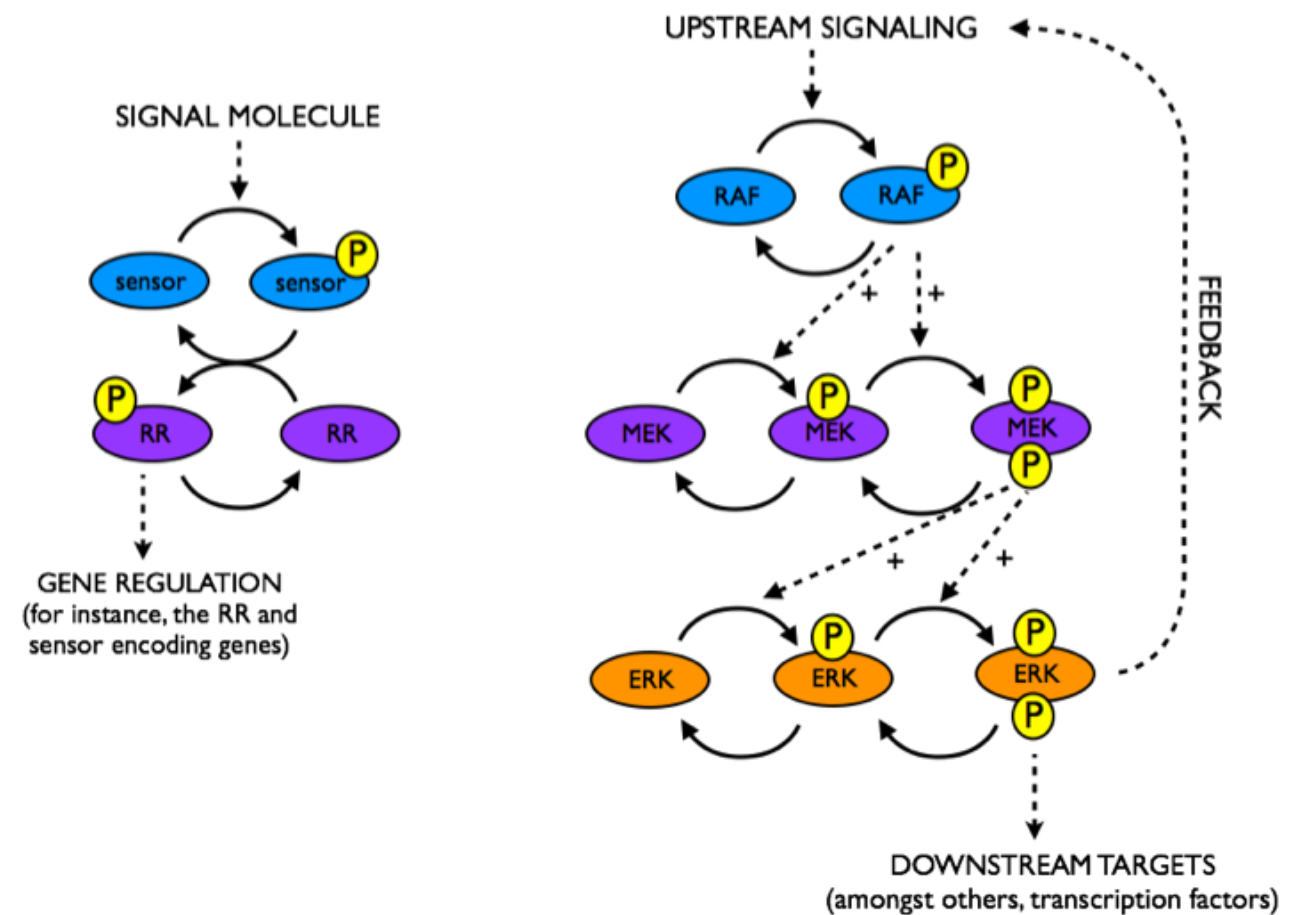 SIGNAL MOLECULE
sensor
sensor
P
P
RR
RR
GENE REGULATION
(for instance, the RR and
sensor encoding genes)
UPSTREAM SIGNALING
RAF
RAF
P
+
+
MEK
P
MEK
P
MEK
P
+
+
ERK
P
ERK
P
ERK
P
FEEDBACK
DOWNSTREAM TARGETS
(amongst others, transcription factors)